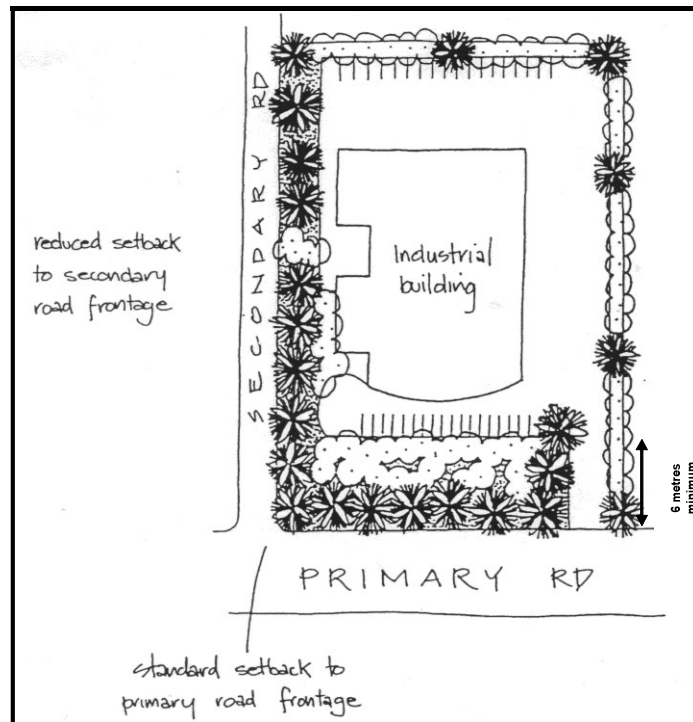 SECONDARY RD
reduced setback
to secondary
road frontage
Industrial
building
6 metres
minimum
PRIMARY RD
standard setback to
primary road frontage